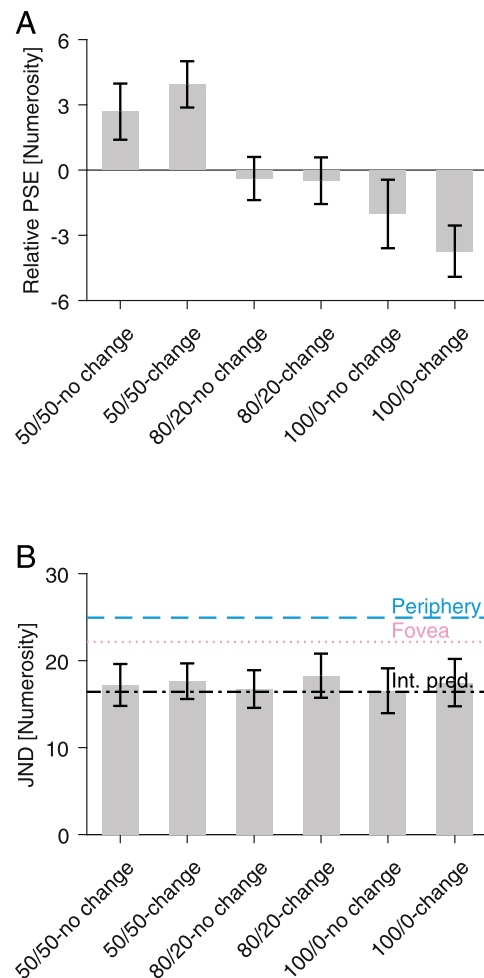 A
Relative PSE [Numerosity]
6
3
0
-3
-6
50/50-no change
50/50-change
80/20-no change
80/20-change
100/0-no change
100/0-change
B
JND [Numerosity]
30
20
10
0
Periphery
Fovea
Int. pred.
50/50-no change
50/50-change
80/20-no change
80/20-change
100/0-no change
100/0-change